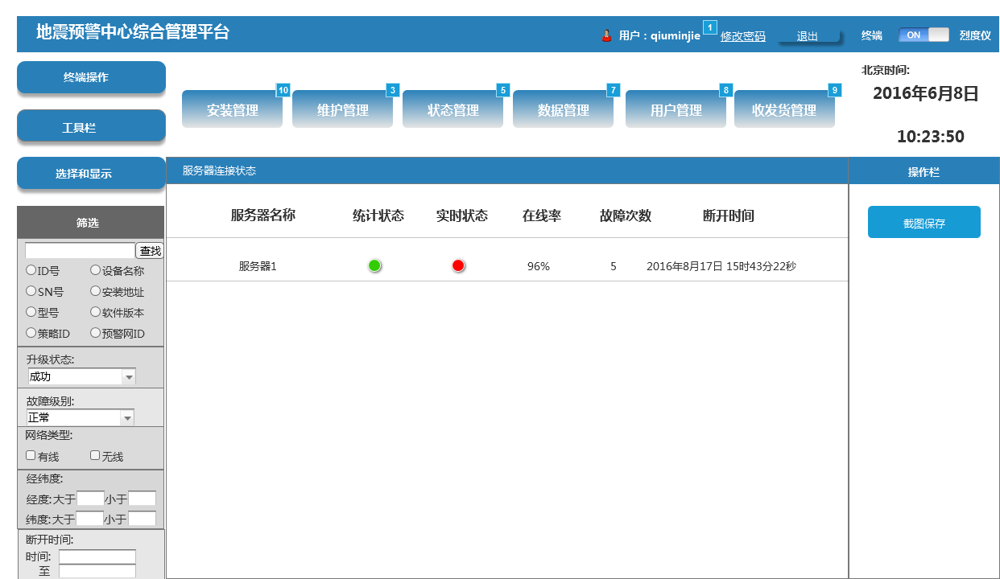 地震预警中心综合管理平台
用户：qiuminjie 1 修改密码 退出 终端 ON 烈度仪
终端操作
工具栏
选择和显示
安装管理 10
维护管理 3
状态管理 5
数据管理 7
用户管理 8
收发货管理 9
北京时间:
2016年6月8日
10:23:50
服务器连接状态
操作栏
服务器名称 统计状态 实时状态 在线率 故障次数 断开时间
服务器1 96% 5 2016年8月17日 15时43分22秒
截图保存
筛选
查找
ID号 设备名称
SN号 安装地址
型号 软件版本
策略ID 预警网ID
升级状态:
成功
故障级别:
正常
网络类型:
有线 无线
经纬度:
经度:大于 小于
纬度:大于 小于
断开时间:
时间:
至